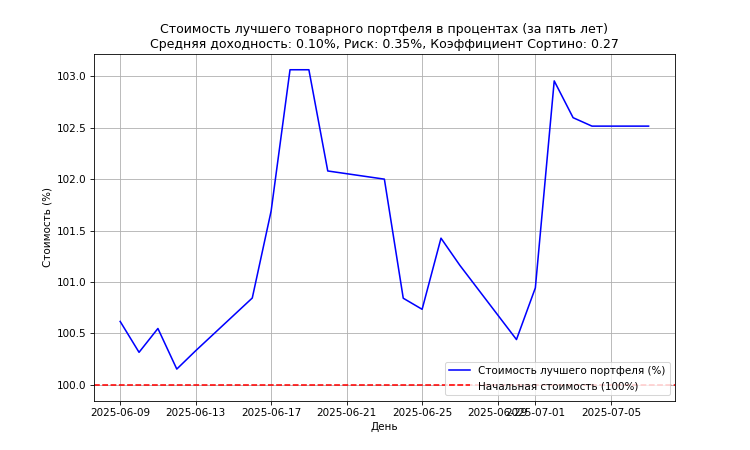 Стоимость лучшего товарного портфеля в процентах (за пять лет)
Средняя доходность: 0.10%, Риск: 0.35%, Коэффициент Сортино: 0.27
Стоимость (%)
103.0
102.5
102.0
101.5
101.0
100.5
100.0
Стоимость лучшего портфеля (%)
Начальная стоимость (100%)
2025-06-09 2025-06-13 2025-06-17 2025-06-21 2025-06-25 2025-06-29 2025-07-01 2025-07-05
День